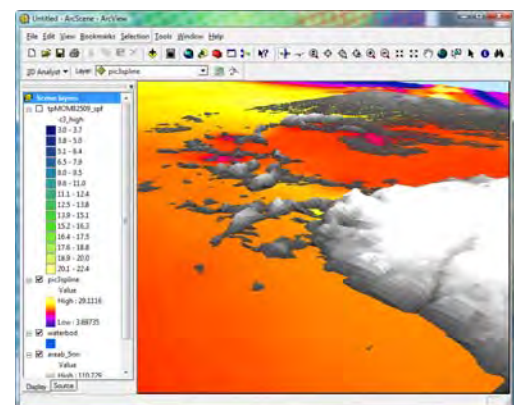 Untitled - ArcScene - ArcView
File Edit View Bookmarks Selection Tools Window Help
3D Analyst Layer: pic3spline
Scene layers
tpMOMB2509_spf
c3_high
3.0 - 3.7
3.8 - 5.0
5.1 - 6.4
6.5 - 7.9
8.0 - 9.5
9.6 - 11.0
11.1 - 12.4
12.5 - 13.8
13.9 - 15.1
15.2 - 16.3
16.4 - 17.5
17.6 - 18.8
18.9 - 20.0
20.1 - 22.4
pic3spline
Value
High : 29.1116
Low : 3.68735
waterbod
areab_5m
Value
High : 110.779
Display Source